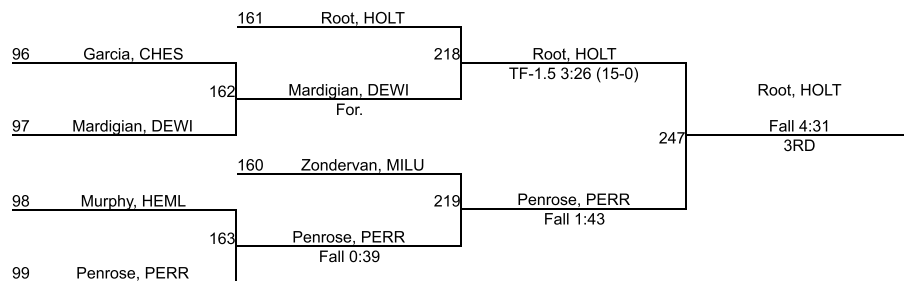 161 Root, HOLT
96 Garcia, CHES
218 Root, HOLT
TF-1.5 3:26 (15-0)
162 Mardigian, DEWI
For.
Root, HOLT
97 Mardigian, DEWI
247 Fall 4:31
3RD
160 Zondervan, MILU
98 Murphy, HEML
219 Penrose, PERR
Fall 1:43
163 Penrose, PERR
Fall 0:39
99 Penrose, PERR